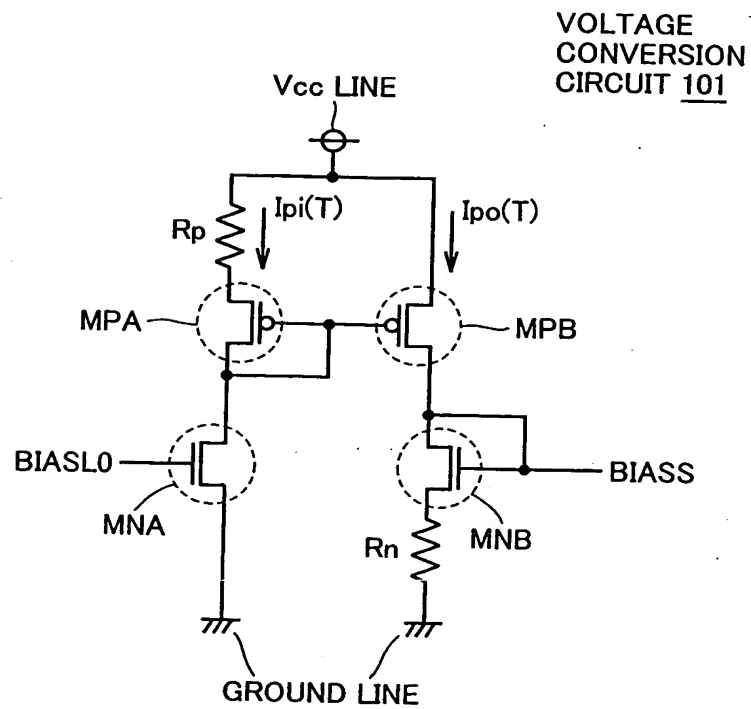 VOLTAGE
CONVERSION
CIRCUIT 101
Vcc LINE
Rp
Ipi(T)
Ipo(T)
MPA
MPB
BIASL0
MNA
BIASS
MNB
Rn
GROUND LINE